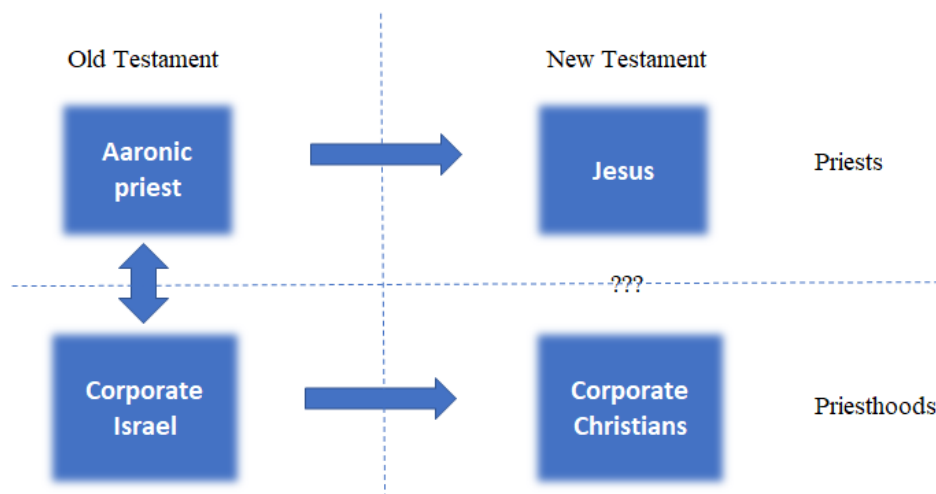 Old Testament
New Testament
Aaronic
priest
Jesus
Priests
???
Corporate
Israel
Corporate
Christians
Priesthoods